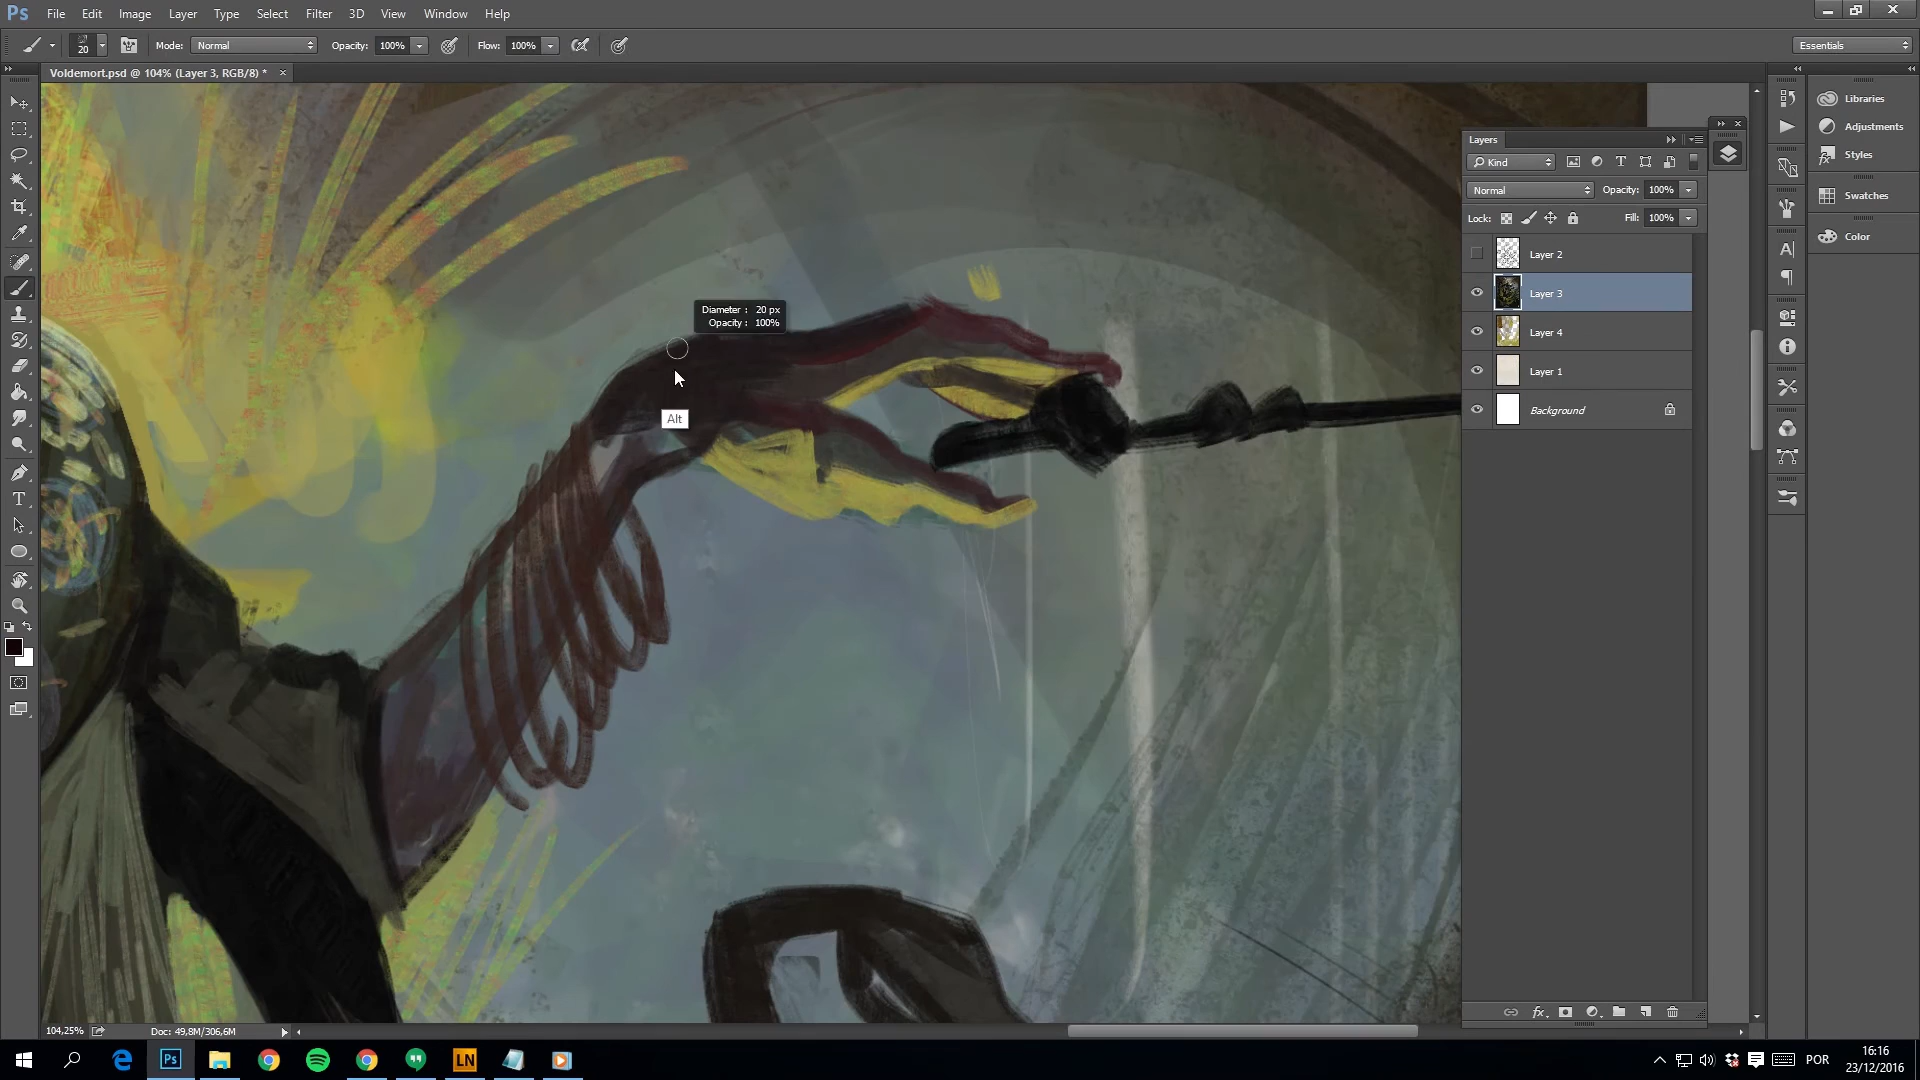 Ps File Edit Image Layer Type Select Filter 3D View Window Help
20 Mode: Normal Opacity: 100% Flow: 100% Essentials
Voldemort.psd @ 104% (Layer 3, RGB/8) * ×
Libraries
Adjustments
Styles
Swatches
Color
Layers
Kind
Normal Opacity: 100%
Lock: Fill: 100%
Layer 2
Layer 3
Layer 4
Layer 1
Background
Diameter : 20 px
Opacity : 100%
Alt
104,25% Doc: 49,8M/306,6M
Ps LN POR 16:16
23/12/2016